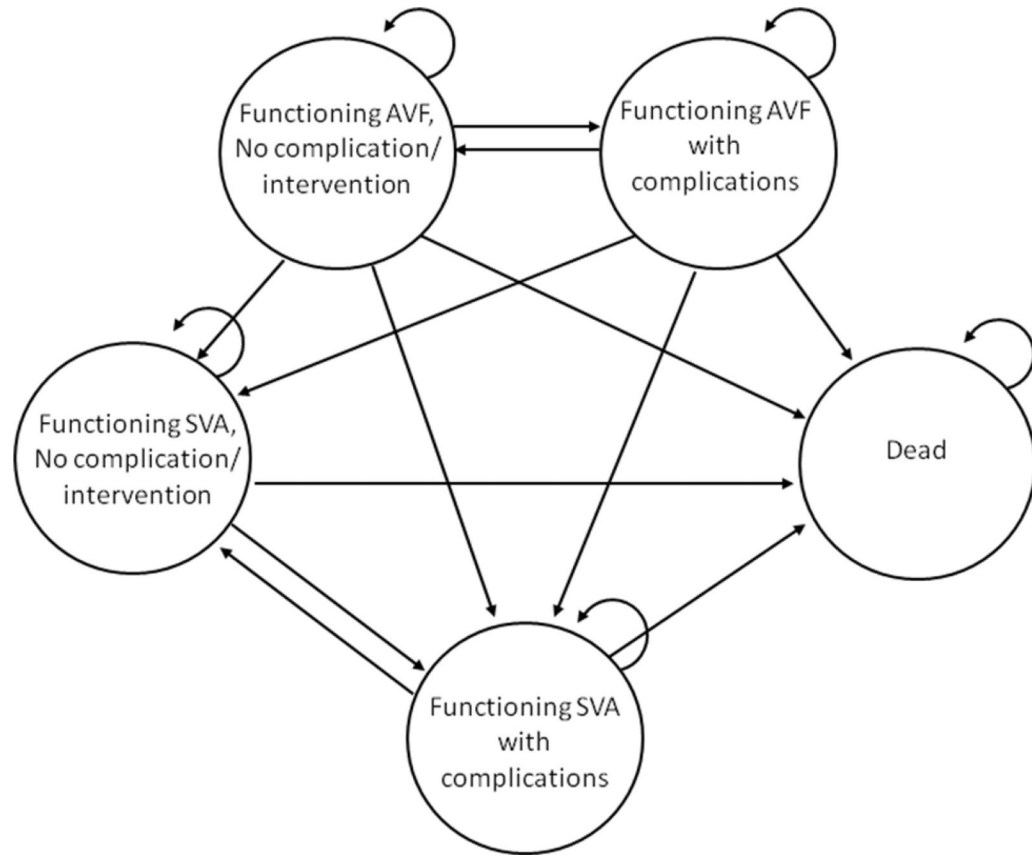 Functioning AVF,
No complication/
intervention
Functioning AVF
with
complications
Functioning SVA,
No complication/
intervention
Dead
Functioning SVA
with
complications